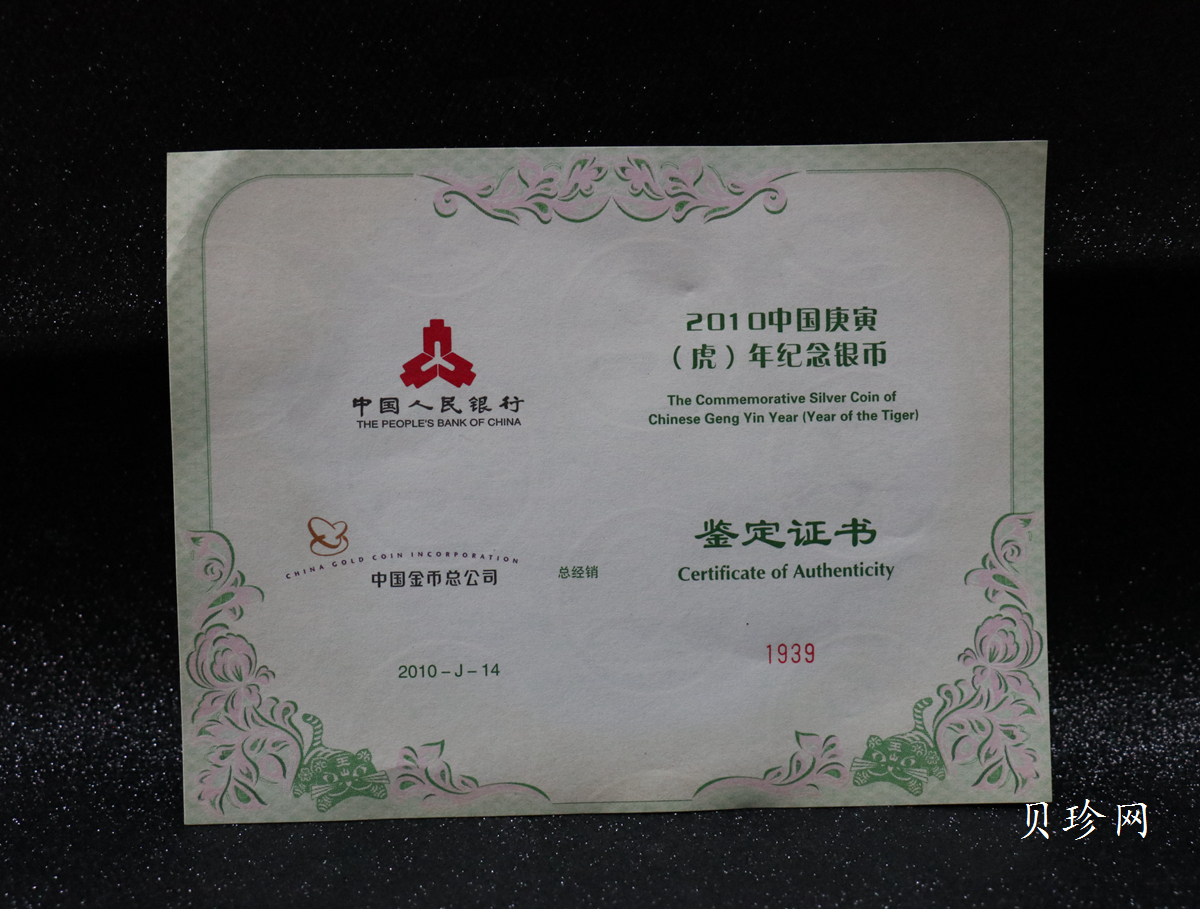 中国人民银行
THE PEOPLE'S BANK OF CHINA
2010中国庚寅
（虎）年纪念银币
The Commemorative Silver Coin of
Chinese Geng Yin Year (Year of the Tiger)
CHINA GOLD COIN INCORPORATION
中国金币总公司
总经销
鉴定证书
Certificate of Authenticity
2010－J－14
1939
王
王
贝珍网